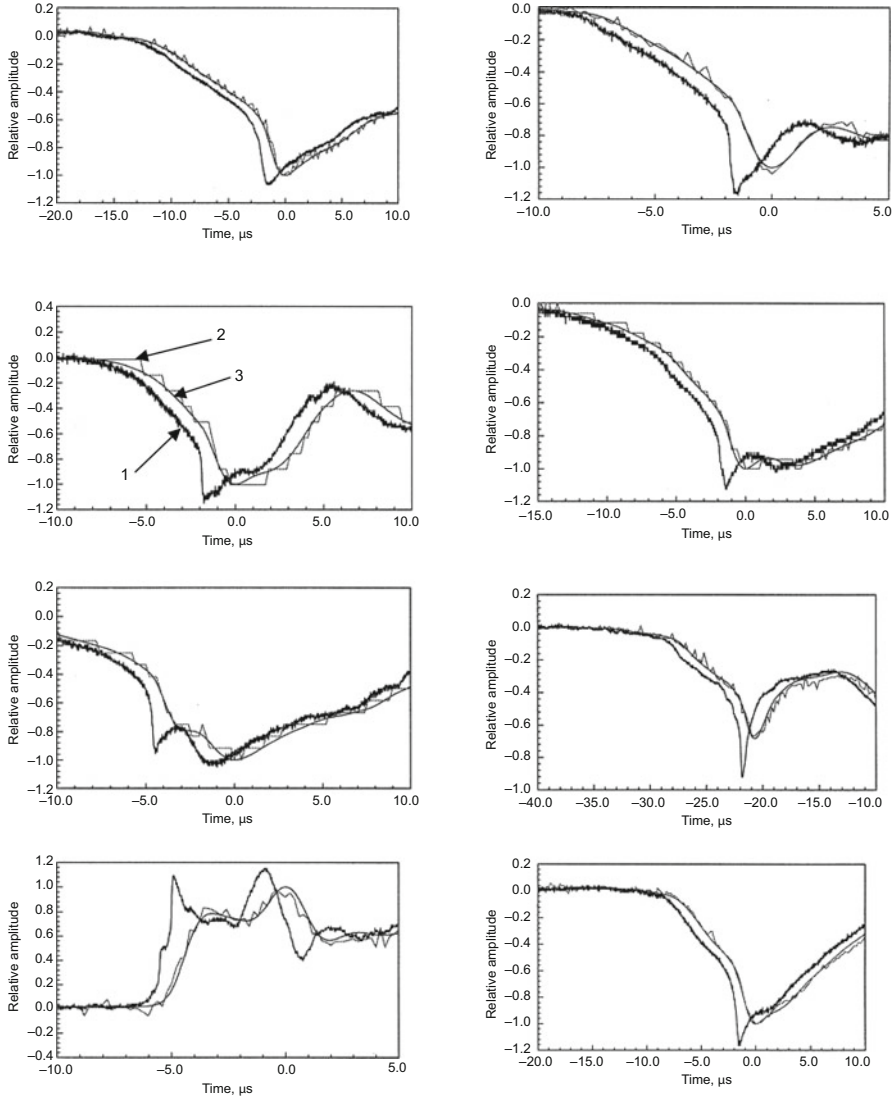 0.2
0.0
–0.2
–0.4
–0.6
–0.8
–1.0
–1.2
Relative amplitude
–20.0 –15.0 –10.0 –5.0 0.0 5.0 10.0
Time, µs
0.0
–0.2
–0.4
–0.6
–0.8
–1.0
–1.2
Relative amplitude
–10.0 –5.0 0.0 5.0
Time, µs
0.4
0.2
0.0
–0.2
–0.4
–0.6
–0.8
–1.0
–1.2
Relative amplitude
2
3
1
–10.0 –5.0 0.0 5.0 10.0
Time, µs
0.0
–0.2
–0.4
–0.6
–0.8
–1.0
–1.2
Relative amplitude
–15.0 –10.0 –5.0 0.0 5.0 10.0
Time, µs
0.2
0.0
–0.2
–0.4
–0.6
–0.8
–1.0
–1.2
Relative amplitude
–10.0 –5.0 0.0 5.0 10.0
Time, µs
0.2
0.0
–0.2
–0.4
–0.6
–0.8
–1.0
Relative amplitude
–40.0 –35.0 –30.0 –25.0 –20.0 –15.0 –10.0
Time, µs
1.2
1.0
0.8
0.6
0.4
0.2
0.0
–0.2
–0.4
Relative amplitude
–10.0 –5.0 0.0 5.0
Time, µs
0.2
0.0
–0.2
–0.4
–0.6
–0.8
–1.0
–1.2
Relative amplitude
–20.0 –15.0 –10.0 –5.0 0.0 5.0 10.0
Time, µs